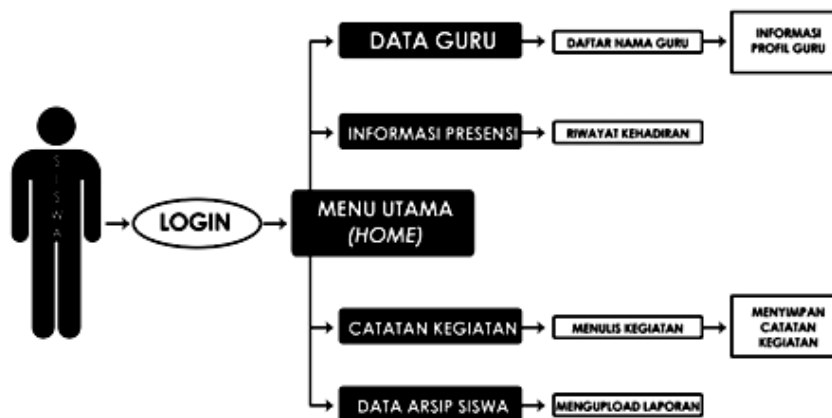 DATA GURU
DAFTAR NAMA GURU
INFORMASI
PROFIL GURU
INFORMASI PRESENSI
RIWAYAT KEHADIRAN
SISWA
LOGIN
MENU UTAMA
(HOME)
CATATAN KEGIATAN
MENULIS KEGIATAN
MENYIMPAN
CATATAN
KEGIATAN
DATA ARSIP SISWA
MENGUPLOAD LAPORAN